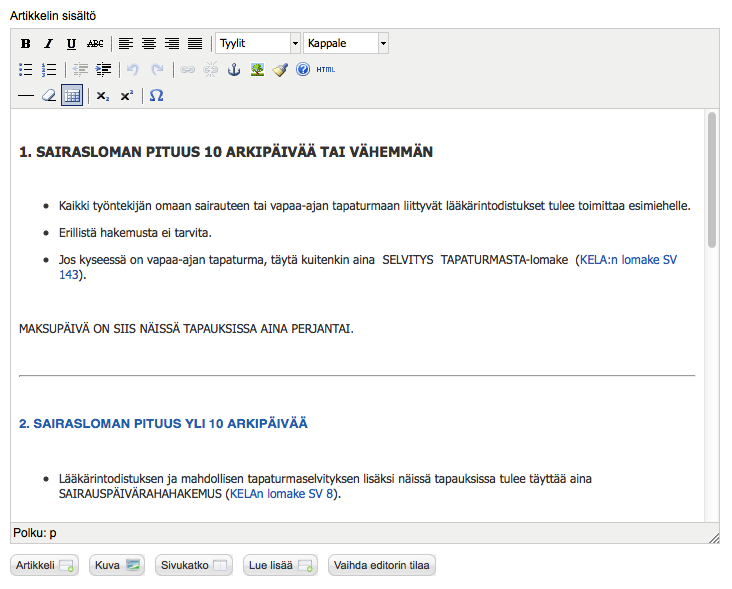 Artikkelin sisältö
B I U ABC Tyylit Kappale
HTML
x₂ x² Ω
1. SAIRASLOMAN PITUUS 10 ARKIPÄIVÄÄ TAI VÄHEMMÄN
• Kaikki työntekijän omaan sairauteen tai vapaa-ajan tapaturmaan liittyvät lääkärintodistukset tulee toimittaa esimiehelle.
• Erillistä hakemusta ei tarvita.
• Jos kyseessä on vapaa-ajan tapaturma, täytä kuitenkin aina SELVITYS TAPATURMASTA-lomake (KELA:n lomake SV
143).
MAKSUPÄIVÄ ON SIIS NÄISSÄ TAPAUKSISSA AINA PERJANTAI.
2. SAIRASLOMAN PITUUS YLI 10 ARKIPÄIVÄÄ
• Lääkärintodistuksen ja mahdollisen tapaturmaselvityksen lisäksi näissä tapauksissa tulee täyttää aina
SAIRAUSPÄIVÄRAHAHAKEMUS (KELAn lomake SV 8).
Polku: p
Artikkeli Kuva Sivukatko Lue lisää Vaihda editorin tilaa